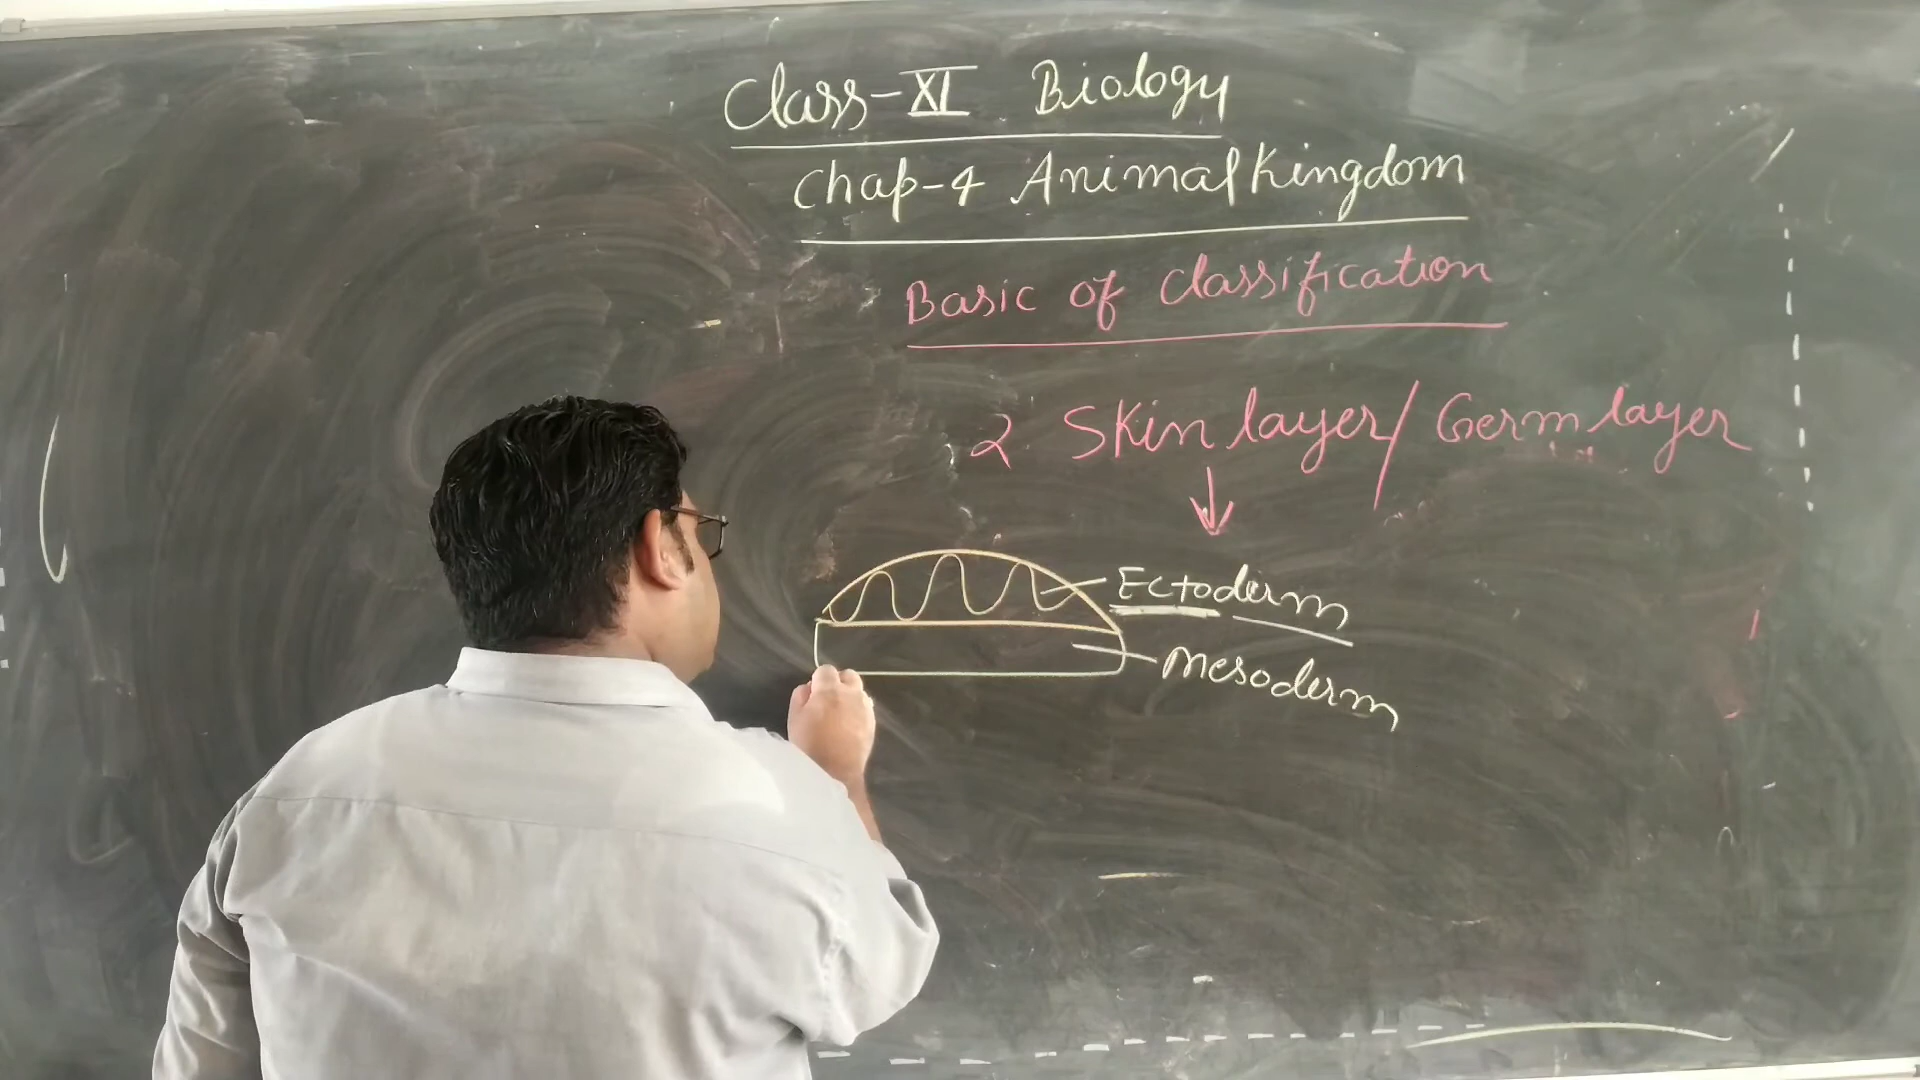 Class-XI Biology
Chap-4 Animal Kingdom
Basic of Classification
2 Skin layer/ Germ layer
Ectoderm
Mesoderm